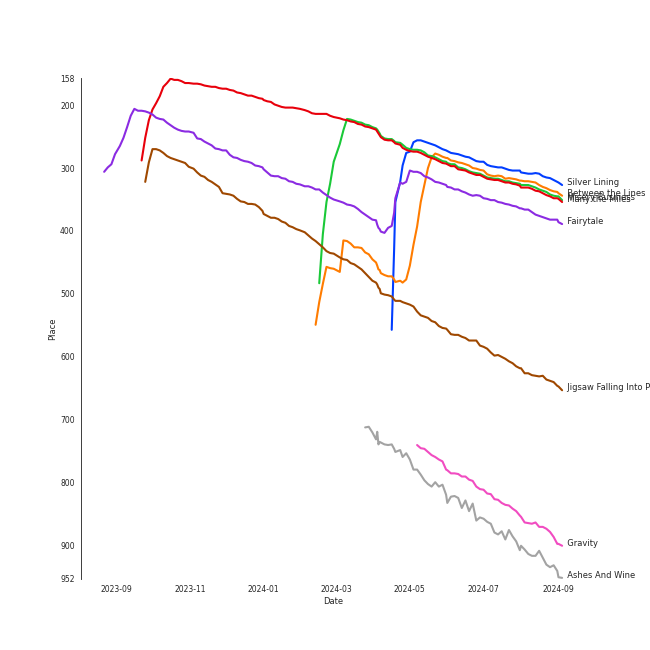 158
200
300
400
500
600
700
800
900
952
Place
2023-09
2023-11
2024-01
2024-03
2024-05
2024-07
2024-09
Date
Silver Lining
Between the Lines
Fairytale
Jigsaw Falling Into P
Gravity
Ashes And Wine